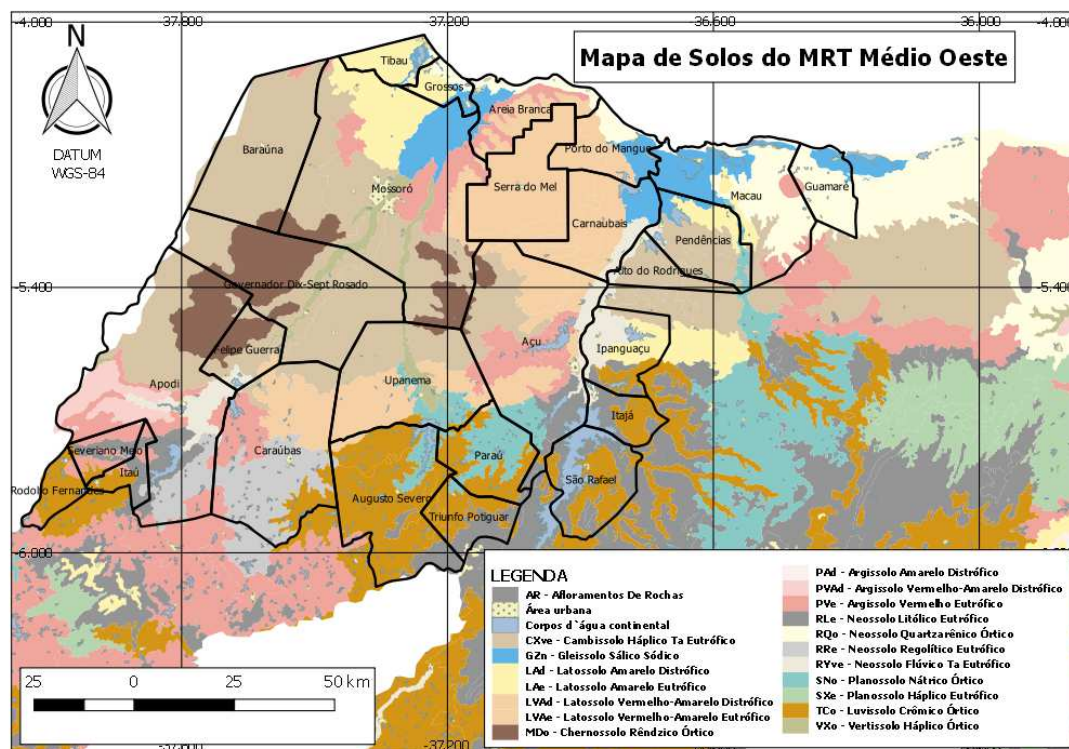 -4.800
-37.800
-37.200
-36.600
-36.000
-4.800
Mapa de Solos do MRT Médio Oeste
N
DATUM
WGS-84
Tibau
Grossos
Areia Branca
Baraúna
Porto do Mangue
Mossoró
Serra do Mel
Macau
Guamaré
Carnaubais
Pendências
Alto do Rodrigues
-5.400
Governador Dix-Sept Rosado
-5.400
Felipe Guerra
Açu
Ipanguaçu
Apodi
Upanema
Itajá
Severiano Melo
Caraúbas
Paraú
Itaú
Rodolfo Fernandes
Augusto Severo
São Rafael
Triunfo Potiguar
-6.000
LEGENDA
AR - Afloramentos De Rochas
Área urbana
Corpos d`água continental
CXve - Cambissolo Háplico Ta Eutrófico
GZn - Gleissolo Sálico Sódico
LAd - Latossolo Amarelo Distrófico
LAe - Latossolo Amarelo Eutrófico
LVAd - Latossolo Vermelho-Amarelo Distrófico
LVAe - Latossolo Vermelho-Amarelo Eutrófico
MDo - Chernossolo Rêndzico Órtico
PAd - Argissolo Amarelo Distrófico
PVAd - Argissolo Vermelho-Amarelo Distrófico
PVe - Argissolo Vermelho Eutrófico
RLe - Neossolo Litólico Eutrófico
RQo - Neossolo Quartzarênico Órtico
RRe - Neossolo Regolítico Eutrófico
RYve - Neossolo Flúvico Ta Eutrófico
SNo - Planossolo Nátrico Órtico
SXe - Planossolo Háplico Eutrófico
TCo - Luvissolo Crômico Órtico
VXo - Vertissolo Háplico Órtico
25 0 25 50 km
-37.800
-37.200